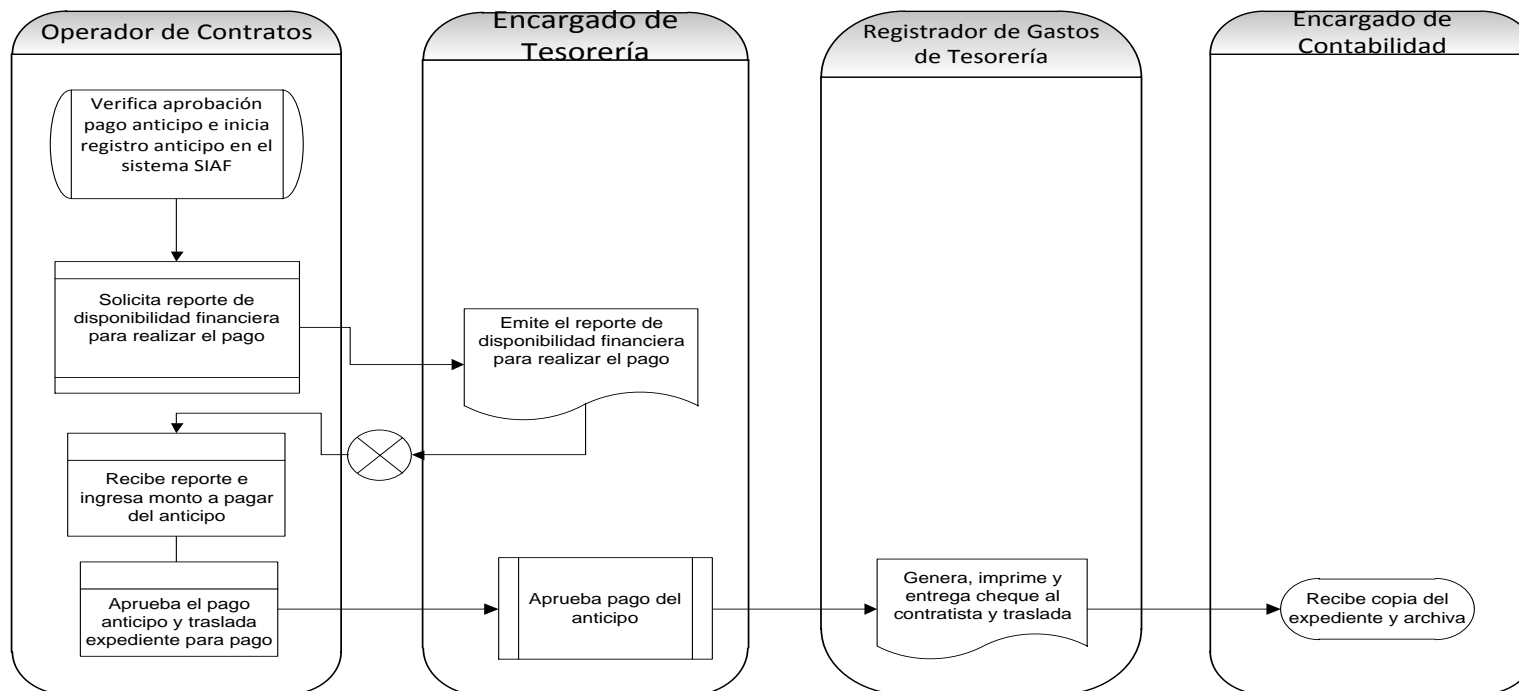 Operador de Contratos
Encargado de
Tesorería
Registrador de Gastos
de Tesorería
Encargado de
Contabilidad
Verifica aprobación
pago anticipo e inicia
registro anticipo en el
sistema SIAF
Solicita reporte de
disponibilidad financiera
para realizar el pago
Emite el reporte de
disponibilidad financiera
para realizar el pago
Recibe reporte e
ingresa monto a pagar
del anticipo
Aprueba el pago
anticipo y traslada
expediente para pago
Aprueba pago del
anticipo
Genera, imprime y
entrega cheque al
contratista y traslada
Recibe copia del
expediente y archiva